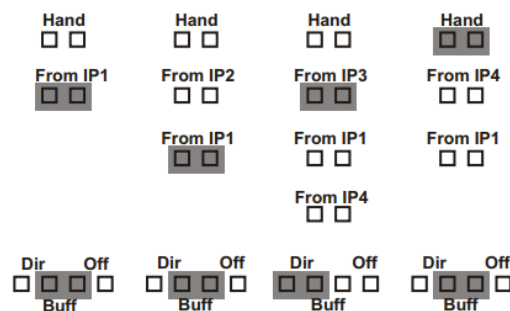 Hand Hand Hand Hand
From IP1 From IP2 From IP3 From IP4
From IP1 From IP1 From IP1
From IP4
Dir Off Dir Off Dir Off Dir Off
Buff Buff Buff Buff